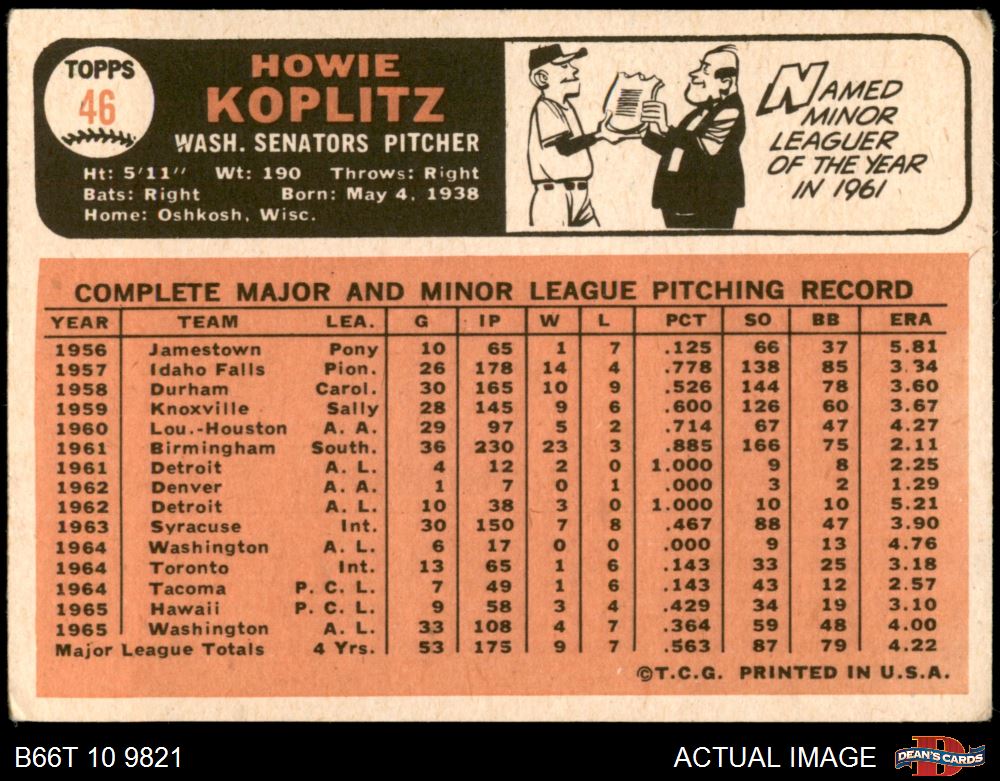 TOPPS
46
HOWIE
KOPLITZ
WASH. SENATORS PITCHER
Ht: 5'11" Wt: 190 Throws: Right
Bats: Right Born: May 4, 1938
Home: Oshkosh, Wisc.
NAMED
MINOR
LEAGUER
OF THE YEAR
IN 1961
COMPLETE MAJOR AND MINOR LEAGUE PITCHING RECORD
YEAR TEAM LEA. G IP W L PCT SO BB ERA
1956 Jamestown Pony 10 65 1 7 .125 66 37 5.81
1957 Idaho Falls Pion. 26 178 14 4 .778 138 85 3.34
1958 Durham Carol. 30 165 10 9 .526 144 78 3.60
1959 Knoxville Sally 28 145 9 6 .600 126 60 3.67
1960 Lou.-Houston A. A. 29 97 5 2 .714 67 47 4.27
1961 Birmingham South. 36 230 23 3 .885 166 75 2.11
1961 Detroit A. L. 4 12 2 0 1.000 9 8 2.25
1962 Denver A. A. 1 7 0 1 .000 3 2 1.29
1962 Detroit A. L. 10 38 3 0 1.000 10 10 5.21
1963 Syracuse Int. 30 150 7 8 .467 88 47 3.90
1964 Washington A. L. 6 17 0 0 .000 9 13 4.76
1964 Toronto Int. 13 65 1 6 .143 33 25 3.18
1964 Tacoma P. C. L. 7 49 1 6 .143 43 12 2.57
1965 Hawaii P. C. L. 9 58 3 4 .429 34 19 3.10
1965 Washington A. L. 33 108 4 7 .364 59 48 4.00
Major League Totals 4 Yrs. 53 175 9 7 .563 87 79 4.22
©T.C.G. PRINTED IN U.S.A.
B66T 10 9821 ACTUAL IMAGE
DEAN'S CARDS